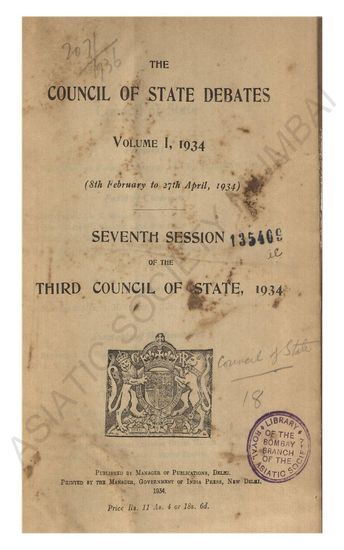 2021/1936
THE
COUNCIL OF STATE DEBATES
VOLUME I, 1934
(8th February to 27th April, 1934)
SEVENTH SESSION
135409
OF THE
THIRD COUNCIL OF STATE, 1934
Council of State
18
LIBRARY
OF THE
BOMBAY
BRANCH
OF THE
ROYAL ASIATIC SOCIETY
PUBLISHED BY MANAGER OF PUBLICATIONS, DELHI.
PRINTED BY THE MANAGER, GOVERNMENT OF INDIA PRESS, NEW DELHI.
1934.
Price Rs. 11 As. 4 or 18s. 6d.
ASIATIC SOCIETY MUMBAI